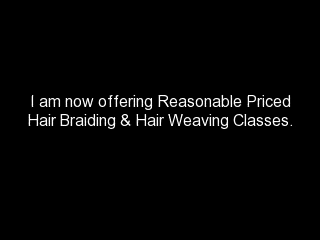 I am now offering Reasonable Priced
Hair Braiding & Hair Weaving Classes.